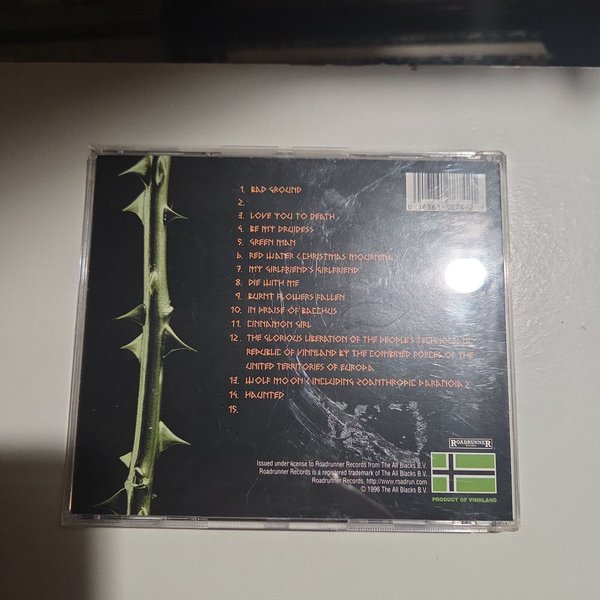 1. BAD GROUND
2.
3. LOVE YOU TO DEATH
4. BE MY DRUIDESS
5. GREEN MAN
6. RED WATER (CHRISTMAS MOURNING)
7. MY GIRLFRIEND'S GIRLFRIEND
8. DIE WITH ME
9. BURNT FLOWERS FALLEN
10. IN PRAISE OF BACCHUS
11. CINNAMON GIRL
12. THE GLORIOUS LIBERATION OF THE PEOPLE'S TECHNOCRATIC
REPUBLIC OF VINNLAND BY THE COMBINED FORCES OF THE
UNITED TERRITORIES OF EUROPA
13. WOLF MOON (INCLUDING ZOANTHROPIC PARANOIA)
14. HAUNTED
15.
0 16861-8874-2
ROADRUNNER
Issued under license to Roadrunner Records from The All Blacks B.V.
Roadrunner Records is a registered trademark of The All Blacks B.V.
Roadrunner Records, http://www.roadrun.com
© 1996 The All Blacks B.V.
PRODUCT OF VINNLAND